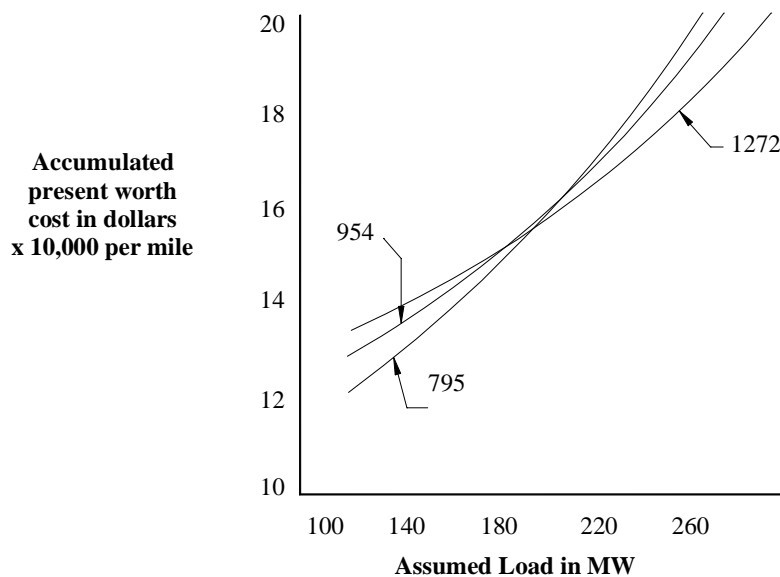 20
18
1272
Accumulated
present worth
cost in dollars
x 10,000 per mile
16
954
14
795
12
10
100 140 180 220 260
Assumed Load in MW